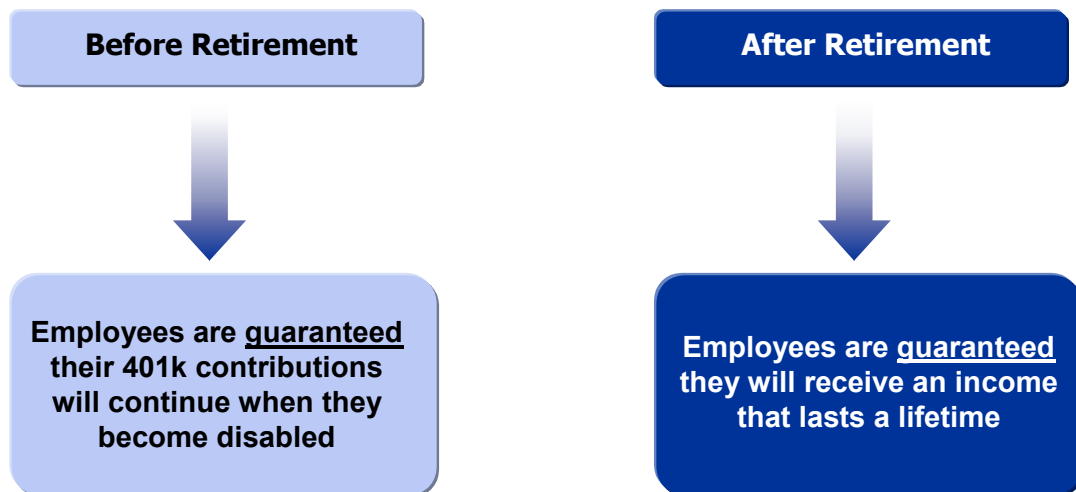 Before Retirement
After Retirement
Employees are guaranteed
their 401k contributions
will continue when they
become disabled
Employees are guaranteed
they will receive an income
that lasts a lifetime